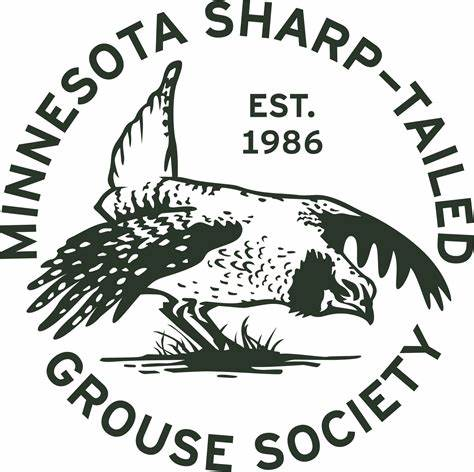 MINNESOTA SHARP-TAILED
EST.
1986
GROUSE SOCIETY